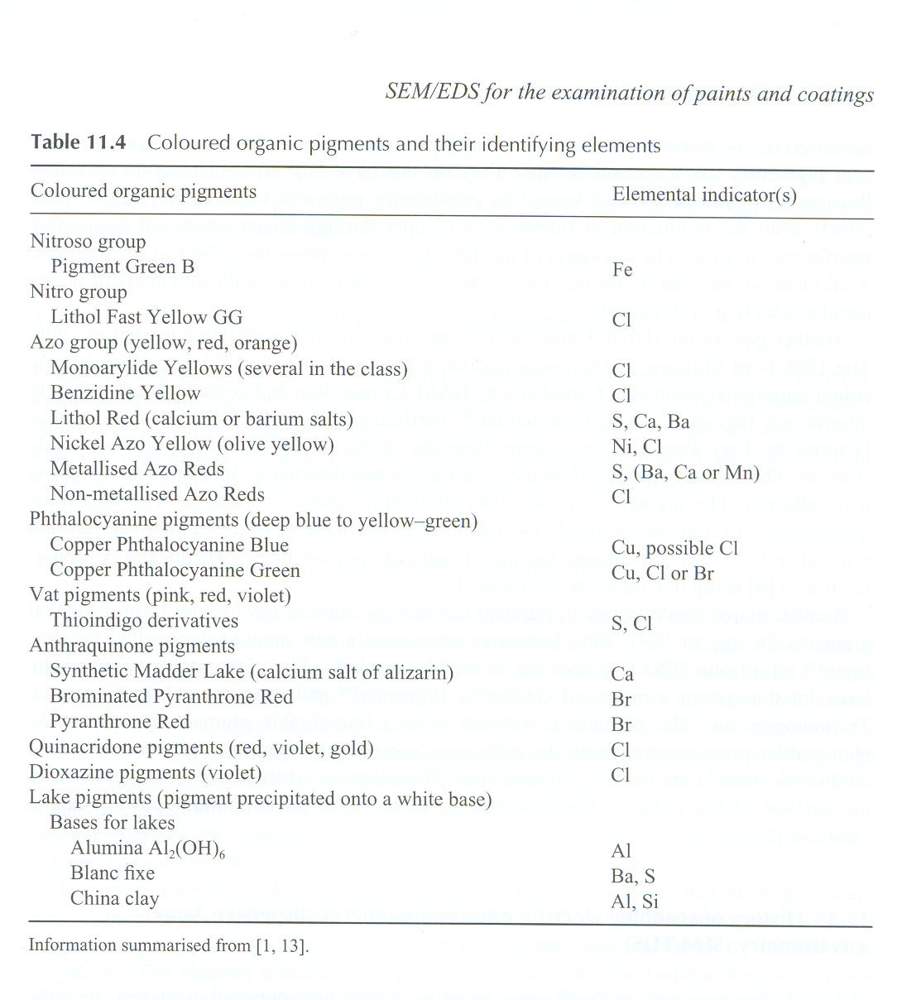 SEM/EDS for the examination of paints and coatings
Table 11.4 Coloured organic pigments and their identifying elements
Coloured organic pigments Elemental indicator(s)
Nitroso group
Pigment Green B Fe
Nitro group
Lithol Fast Yellow GG Cl
Azo group (yellow, red, orange)
Monoarylide Yellows (several in the class) Cl
Benzidine Yellow Cl
Lithol Red (calcium or barium salts) S, Ca, Ba
Nickel Azo Yellow (olive yellow) Ni, Cl
Metallised Azo Reds S, (Ba, Ca or Mn)
Non-metallised Azo Reds Cl
Phthalocyanine pigments (deep blue to yellow–green)
Copper Phthalocyanine Blue Cu, possible Cl
Copper Phthalocyanine Green Cu, Cl or Br
Vat pigments (pink, red, violet)
Thioindigo derivatives S, Cl
Anthraquinone pigments
Synthetic Madder Lake (calcium salt of alizarin) Ca
Brominated Pyranthrone Red Br
Pyranthrone Red Br
Quinacridone pigments (red, violet, gold) Cl
Dioxazine pigments (violet) Cl
Lake pigments (pigment precipitated onto a white base)
Bases for lakes
Alumina Al₂(OH)₆ Al
Blanc fixe Ba, S
China clay Al, Si
Information summarised from [1, 13].